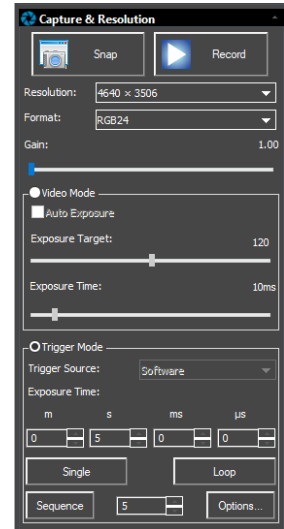 Capture & Resolution
Snap Record
Resolution: 4640 × 3506
Format: RGB24
Gain: 1.00
Video Mode
Auto Exposure
Exposure Target: 120
Exposure Time: 10ms
Trigger Mode
Trigger Source: Software
Exposure Time:
m s ms µs
0 5 0 0
Single Loop
Sequence 5 Options...